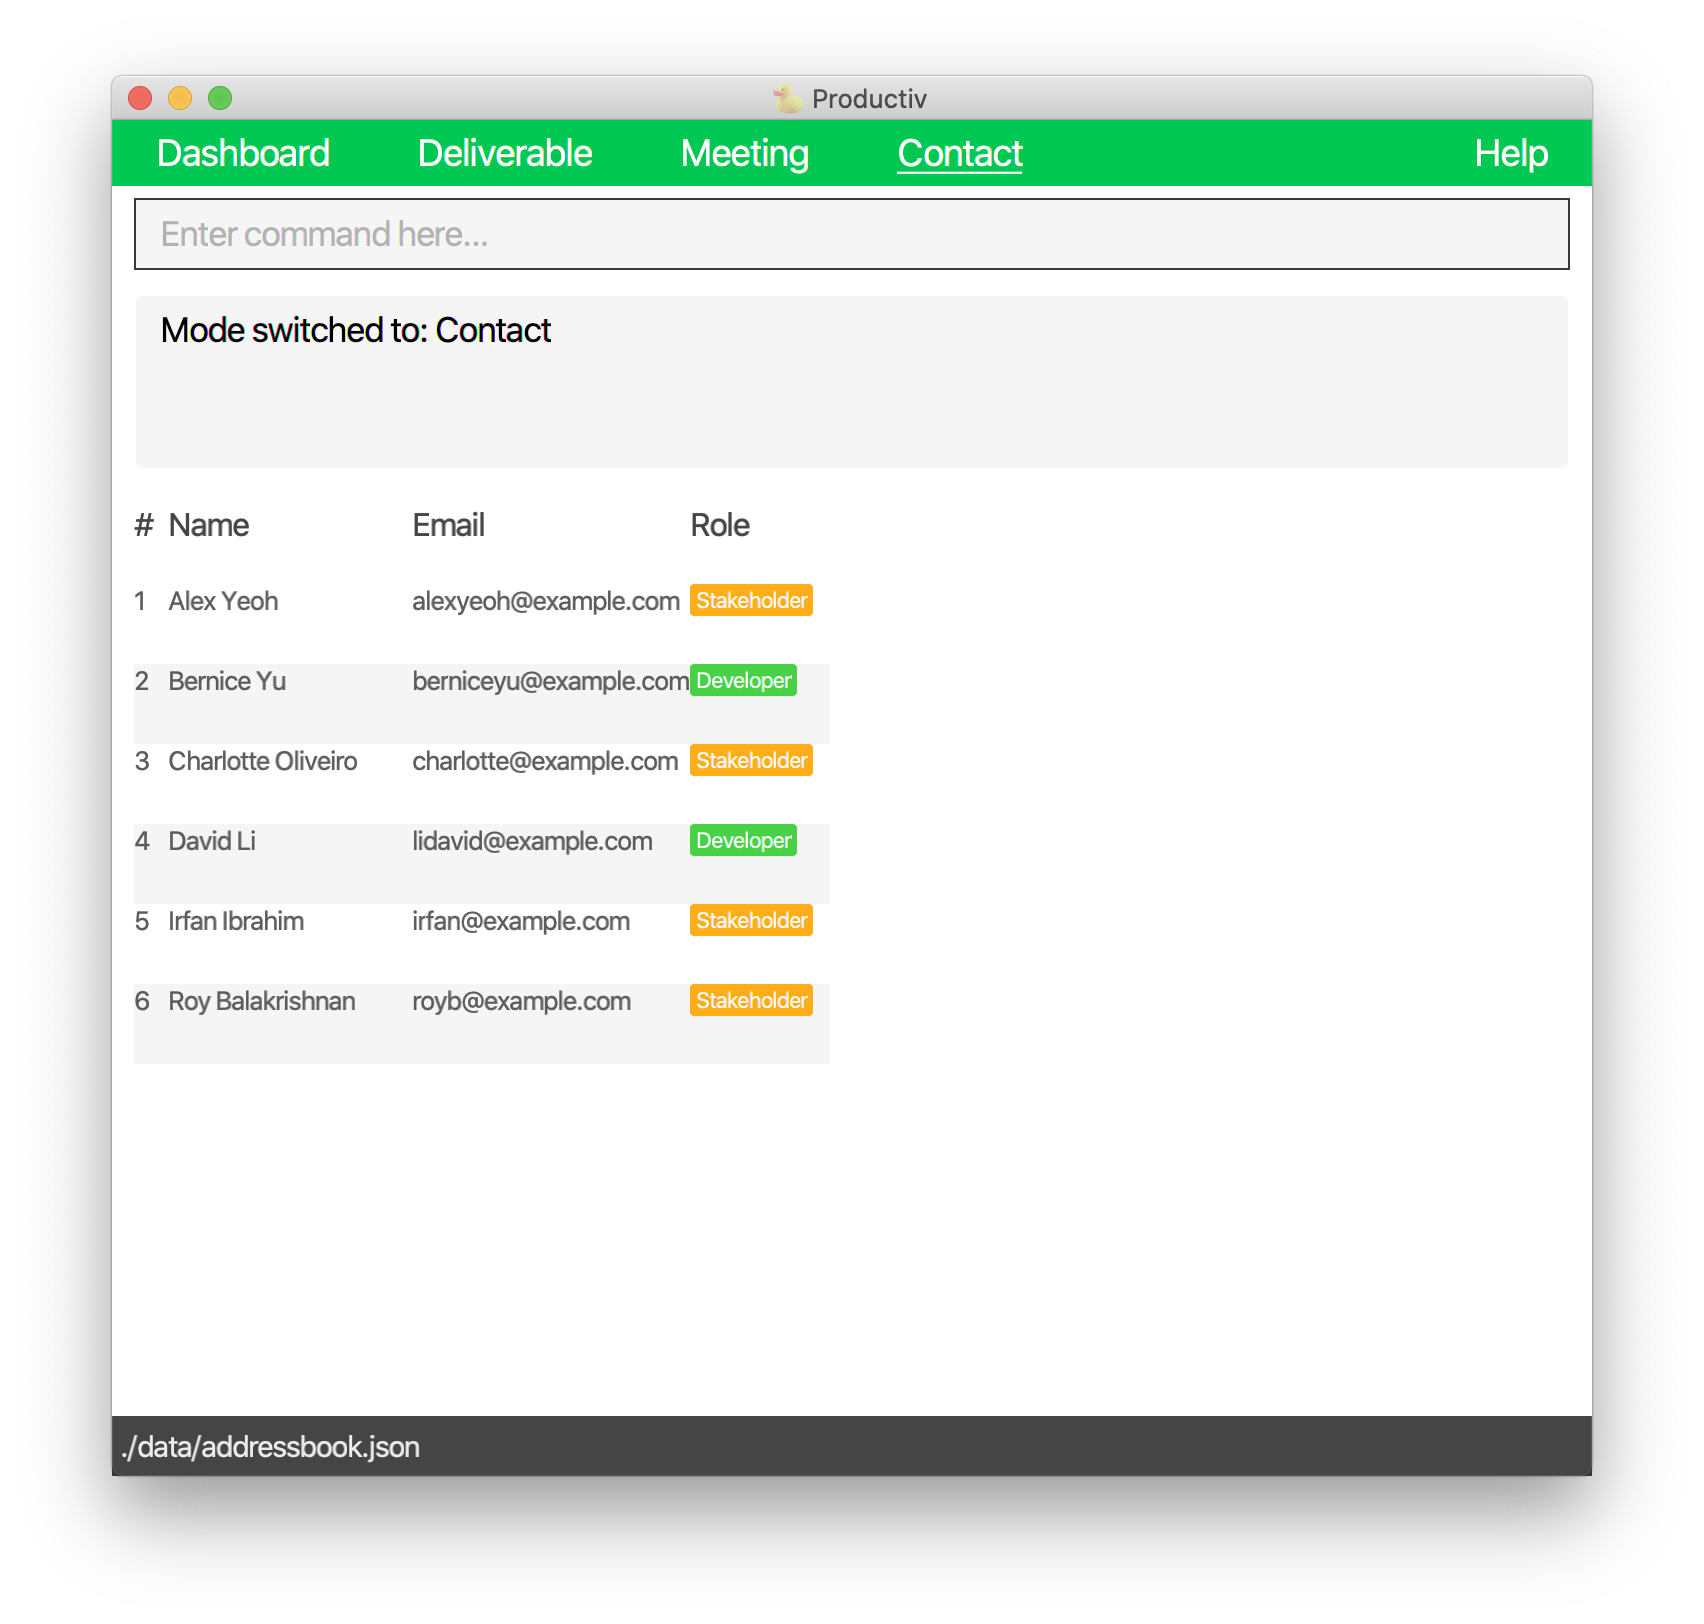 Productiv
Dashboard Deliverable Meeting Contact Help
Enter command here...
Mode switched to: Contact
# Name Email Role
1 Alex Yeoh alexyeoh@example.com Stakeholder
2 Bernice Yu berniceyu@example.com Developer
3 Charlotte Oliveiro charlotte@example.com Stakeholder
4 David Li lidavid@example.com Developer
5 Irfan Ibrahim irfan@example.com Stakeholder
6 Roy Balakrishnan royb@example.com Stakeholder
./data/addressbook.json